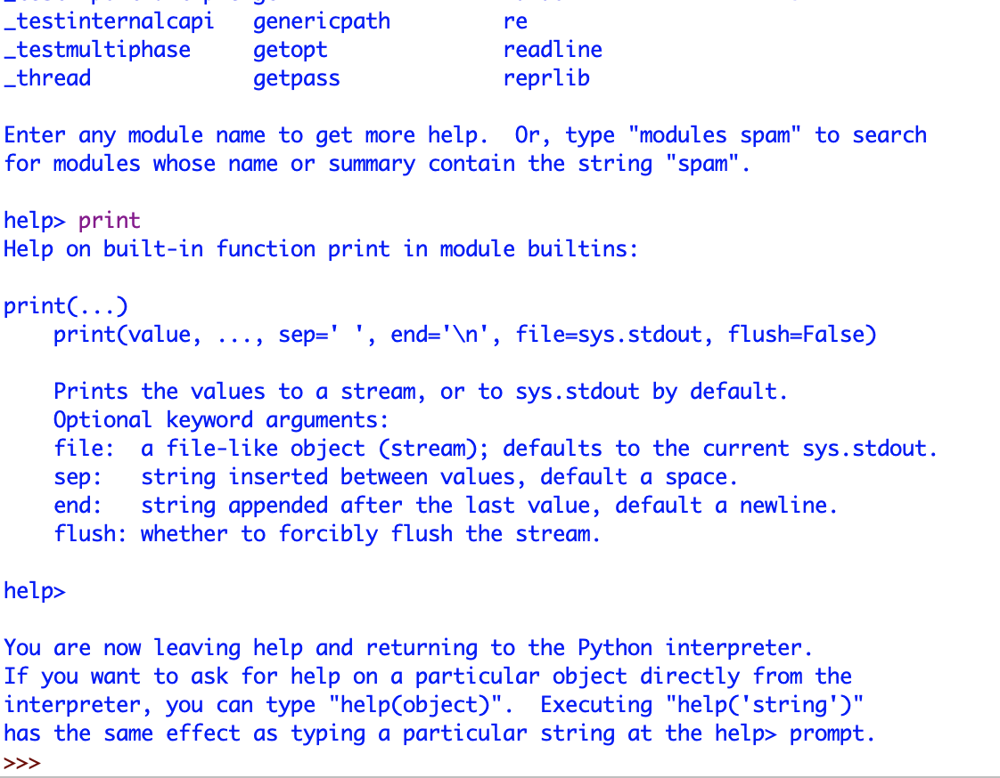 _testinternalcapi   genericpath         re
_testmultiphase     getopt              readline
_thread             getpass             reprlib

Enter any module name to get more help.  Or, type "modules spam" to search
for modules whose name or summary contain the string "spam".

help> print
Help on built-in function print in module builtins:

print(...)
    print(value, ..., sep=' ', end='\n', file=sys.stdout, flush=False)

    Prints the values to a stream, or to sys.stdout by default.
    Optional keyword arguments:
    file:  a file-like object (stream); defaults to the current sys.stdout.
    sep:   string inserted between values, default a space.
    end:   string appended after the last value, default a newline.
    flush: whether to forcibly flush the stream.

help>

You are now leaving help and returning to the Python interpreter.
If you want to ask for help on a particular object directly from the
interpreter, you can type "help(object)".  Executing "help('string')"
has the same effect as typing a particular string at the help> prompt.
>>>